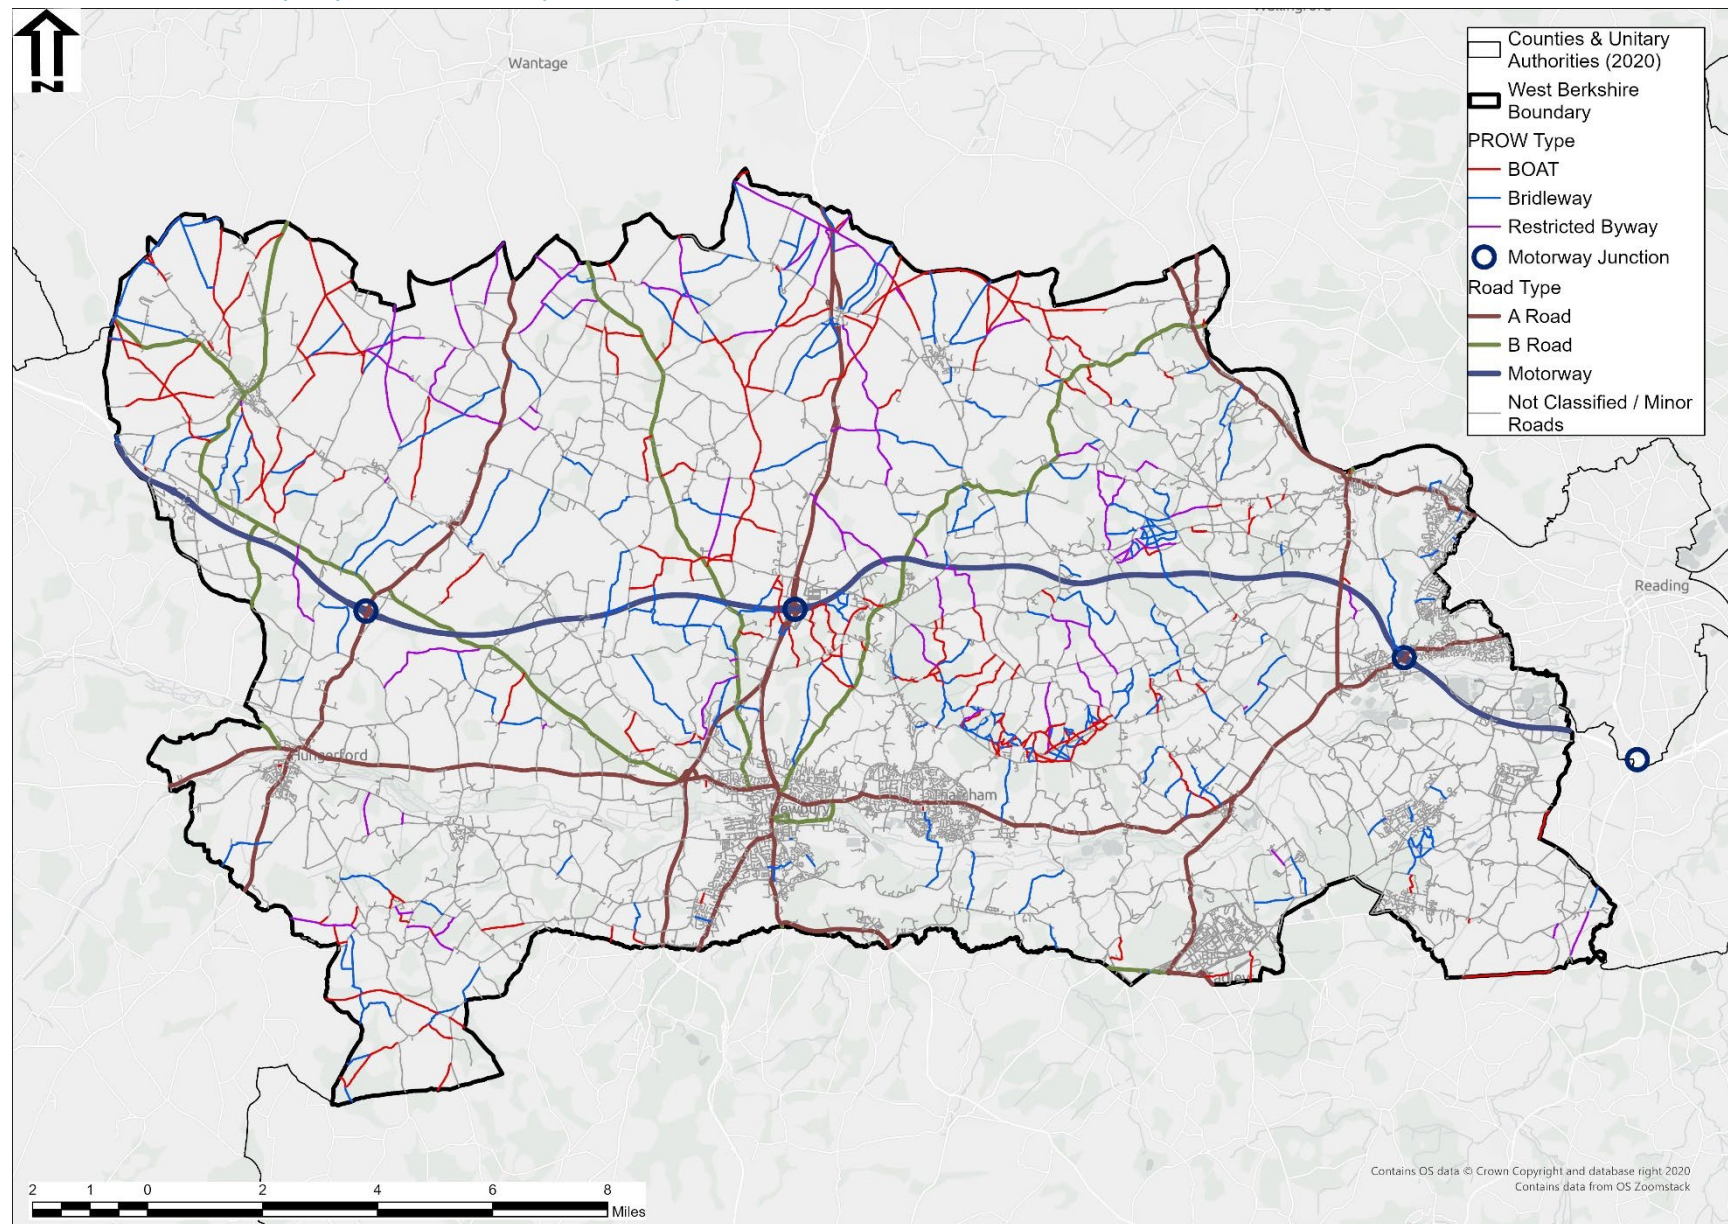 N
Wantage
Counties & Unitary
Authorities (2020)
West Berkshire
Boundary
PROW Type
BOAT
Bridleway
Restricted Byway
Motorway Junction
Road Type
A Road
B Road
Motorway
Not Classified / Minor
Roads
Reading
Hungerford
Thatcham
Newbury
Tadley
Contains OS data © Crown Copyright and database right 2020
Contains data from OS Zoomstack
2 1 0 2 4 6 8
Miles